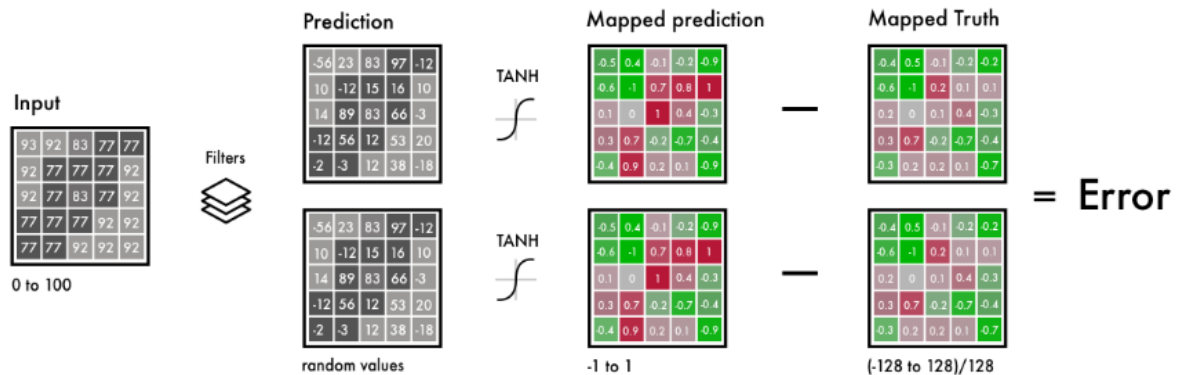 Prediction
Mapped prediction
Mapped Truth
-56 23 83 97 -12
10 -12 15 16 10
14 89 83 66 -3
-12 56 12 53 20
-2 -3 12 38 -18
TANH
-0.5 0.4 -0.1 -0.2 -0.9
-0.6 -1 0.7 0.8 1
0.1 0 1 0.4 -0.3
0.3 0.7 -0.2 -0.7 -0.4
-0.4 0.9 0.2 0.1 -0.9
-0.4 0.5 -0.1 -0.2 -0.2
-0.6 -1 0.2 0.1 0.1
0.2 0 0.1 0.4 -0.3
0.3 0.7 -0.2 -0.7 -0.4
-0.3 0.2 0.2 0.1 -0.7
Input
93 92 83 77 77
92 77 77 77 92
92 77 83 77 92
77 77 77 92 92
77 77 92 92 92
0 to 100
Filters
= Error
-56 23 83 97 -12
10 -12 15 16 10
14 89 83 66 -3
-12 56 12 53 20
-2 -3 12 38 -18
random values
TANH
-0.5 0.4 -0.1 -0.2 -0.9
-0.6 -1 0.7 0.8 1
0.1 0 1 0.4 -0.3
0.3 0.7 -0.2 -0.7 -0.4
-0.4 0.9 0.2 0.1 -0.9
-1 to 1
-0.4 0.5 -0.1 -0.2 -0.2
-0.6 -1 0.2 0.1 0.1
0.2 0 0.1 0.4 -0.3
0.3 0.7 -0.2 -0.7 -0.4
-0.3 0.2 0.2 0.1 -0.7
(-128 to 128)/128